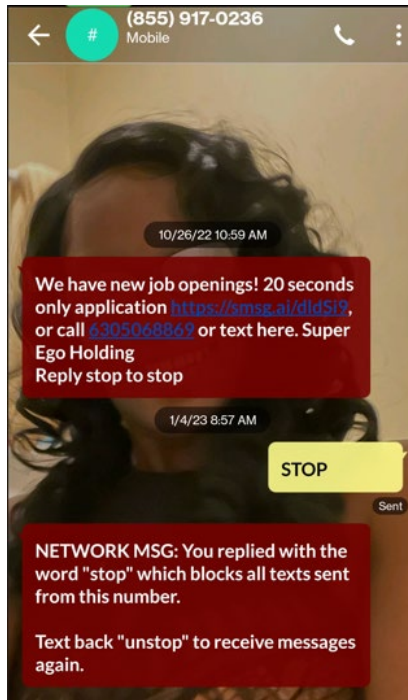 (855) 917-0236
#
Mobile
10/26/22 10:59 AM
We have new job openings! 20 seconds
only application https://smsg.ai/dldSi9,
or call 6305068869 or text here. Super
Ego Holding
Reply stop to stop
1/4/23 8:57 AM
STOP
Sent
NETWORK MSG: You replied with the
word "stop" which blocks all texts sent
from this number.
Text back "unstop" to receive messages
again.